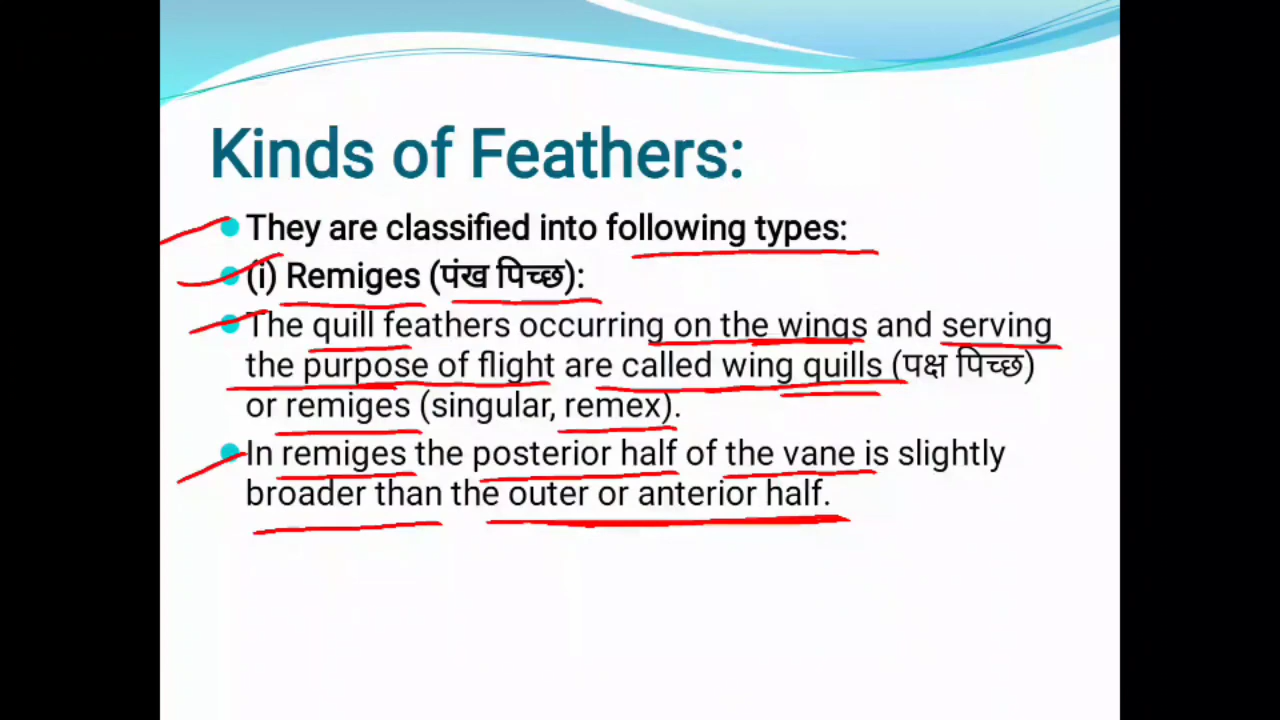 Kinds of Feathers:
They are classified into following types:
(i) Remiges (पंख पिच्छ):
The quill feathers occurring on the wings and serving
the purpose of flight are called wing quills (पक्ष पिच्छ)
or remiges (singular, remex).
In remiges the posterior half of the vane is slightly
broader than the outer or anterior half.